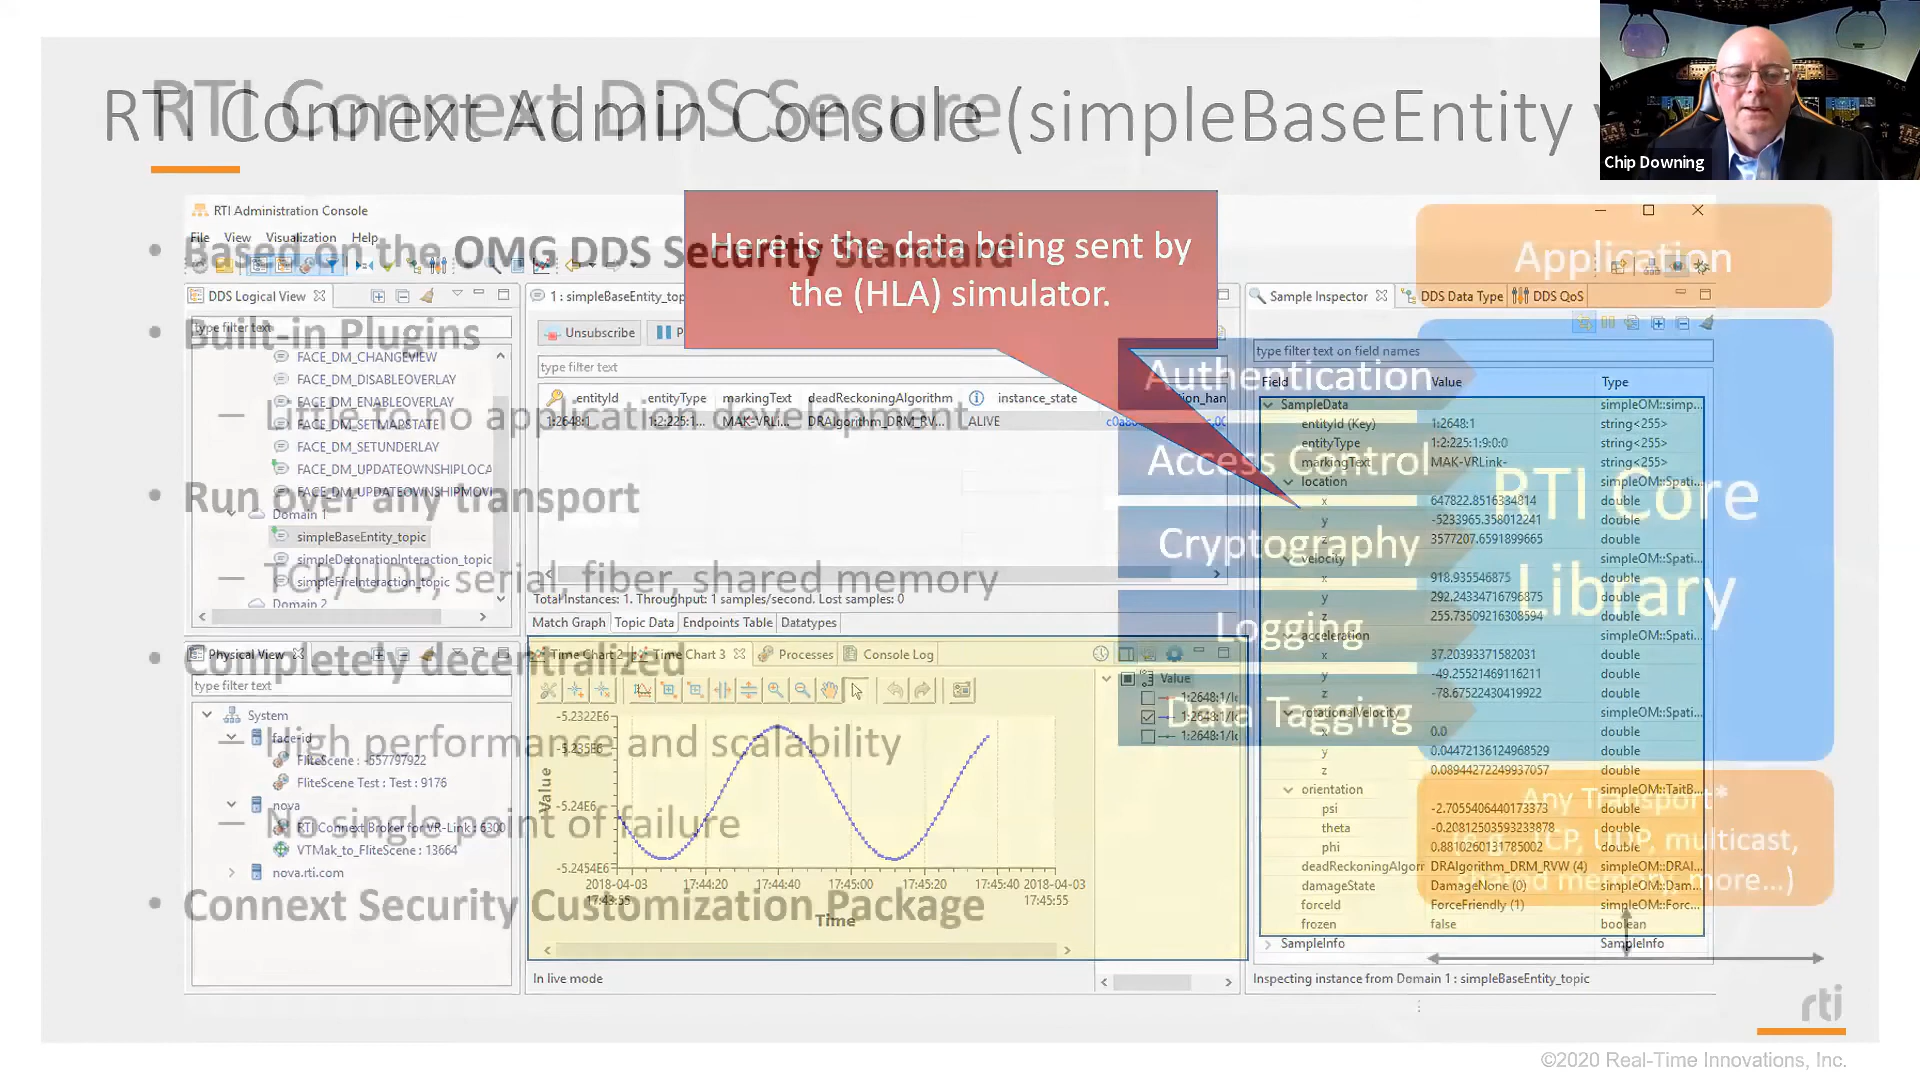 RTI Connext DDS Secure
RTI Connext Admin Console (simpleBaseEntity
Chip Downing
RTI Administration Console
File View Visualization Help
Here is the data being sent by
the (HLA) simulator.
• Based on the OMG DDS Security Standard
• Built-in Plugins
— Little to no application development
• Run over any transport
— TCP/UDP, serial, fiber, shared memory
• Completely decentralized
— High performance and scalability
— No single point of failure
• Connext Security Customization Package
Application
Authentication
Access Control
Cryptography
Logging
Data Tagging
RTI Core
Library
Any Transport*
(e.g., TCP, UDP, multicast,
shared memory, more...)
DDS Logical View
type filter text
FACE_DM_CHANGEVIEW
FACE_DM_DISABLEOVERLAY
FACE_DM_ENABLEOVERLAY
FACE_DM_SETMAPSTATE
FACE_DM_SETUNDERLAY
FACE_DM_UPDATEOWNSHIPLOCA
FACE_DM_UPDATEOWNSHIPMOVI
Domain 1
simpleBaseEntity_topic
simpleDetonationInteraction_topic
simpleFireInteraction_topic
Domain 2
Physical View
type filter text
System
face-id
FliteScene : -557797922
FliteScene Test : Test : 9176
nova
RTI Connext Broker for VR-Link : 6300
VTMak_to_FliteScene : 13664
nova.rti.com
1 : simpleBaseEntity_top
Unsubscribe
type filter text
entityId entityType markingText deadReckoningAlgorithm instance_state
1:2648:1 1:2:225:1... MAK-VRLi... DRAlgorithm_DRM_RV... ALIVE
Total Instances: 1. Throughput: 1 samples/second. Lost samples: 0
Match Graph Topic Data Endpoints Table Datatypes
Time Chart 2 Time Chart 3 Processes Console Log
Value
1:2648:1/lo
1:2648:1/lo
1:2648:1/lo
-5.2322E6
-5.235E6
-5.24E6
-5.2454E6
Value
2018-04-03 17:44:20 17:44:40 17:45:00 17:45:20 17:45:40 2018-04-03
17:43:55 17:45:55
Time
In live mode
Sample Inspector DDS Data Type DDS QoS
type filter text on field names
Field Value Type
SampleData simpleOM::simp...
entityId (Key) 1:2648:1 string<255>
entityType 1:2:225:1:9:0:0 string<255>
markingText MAK-VRLink- string<255>
location simpleOM::Spati...
x 647822.8516334814 double
y -5233965.358012241 double
z 3577207.6591899665 double
velocity simpleOM::Spati...
x 918.935546875 double
y 292.24334716796875 double
z 255.73509216308594 double
acceleration simpleOM::Spati...
x 37.20393371582031 double
y -49.25521469116211 double
z -78.67522430419922 double
rotationalVelocity simpleOM::Spati...
x 0.0 double
y 0.04472136124968529 double
z 0.08944272249937057 double
orientation simpleOM::TaitB...
psi -2.7055406440173373 double
theta -0.20812503593233878 double
phi 0.8810260131785002 double
deadReckoningAlgorr DRAlgorithm_DRM_RVW (4) simpleOM::DRAl...
damageState DamageNone (0) simpleOM::Dam...
forceId ForceFriendly (1) simpleOM::Forc...
frozen false boolean
SampleInfo SampleInfo
Inspecting instance from Domain 1 : simpleBaseEntity_topic
rti
©2020 Real-Time Innovations, Inc.